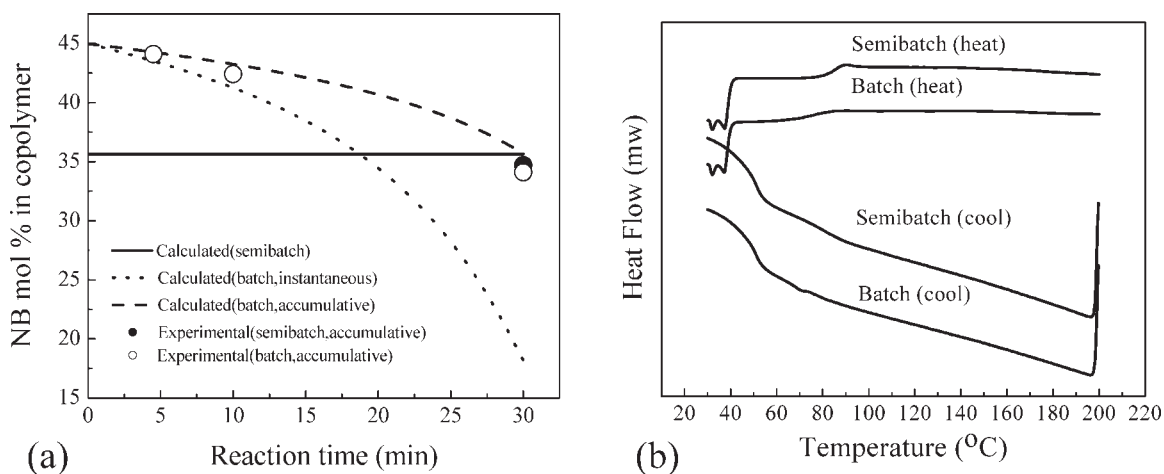 NB mol % in copolymer
45
40
35
30
25
20
15
Calculated(semibatch)
Calculated(batch,instantaneous)
Calculated(batch,accumulative)
Experimental(semibatch,accumulative)
Experimental(batch,accumulative)
0 5 10 15 20 25 30
(a) Reaction time (min)
Heat Flow (mw)
Semibatch (heat)
Batch (heat)
Semibatch (cool)
Batch (cool)
20 40 60 80 100 120 140 160 180 200 220
(b) Temperature (°C)